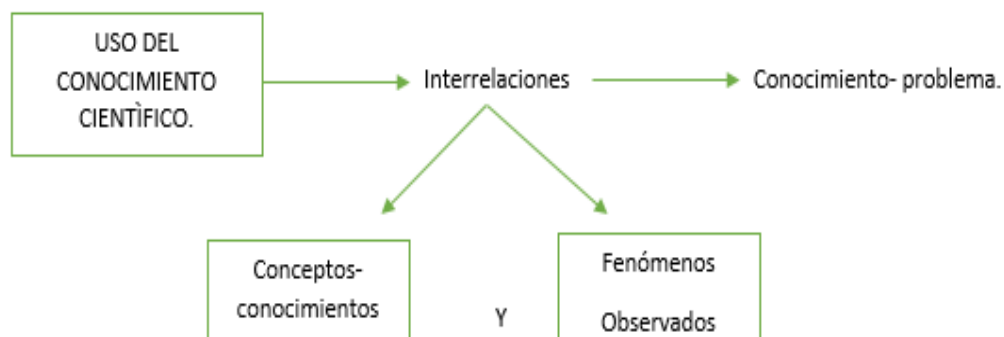 USO DEL
CONOCIMIENTO
CIENTÌFICO.
Interrelaciones
Conocimiento- problema.
Conceptos-
conocimientos
Y
Fenómenos
Observados